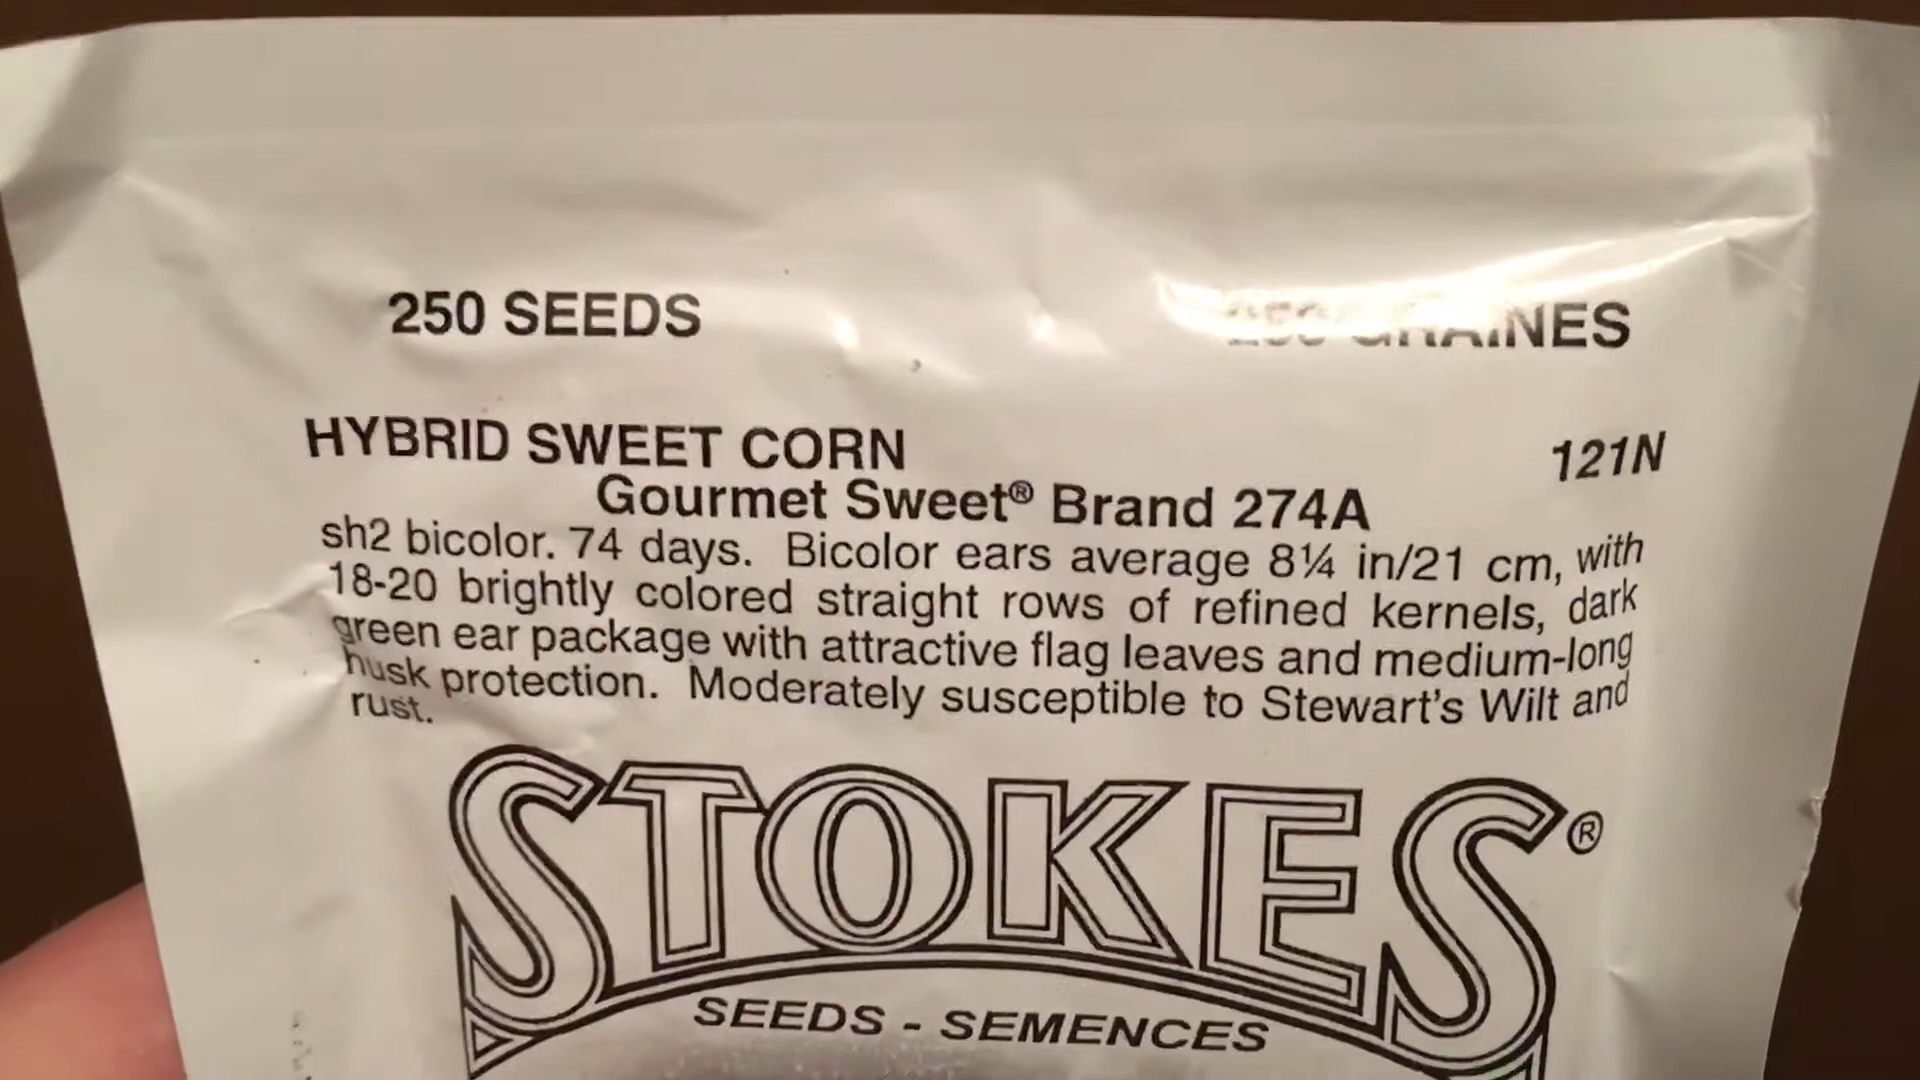 250 SEEDS
250 GRAINES
HYBRID SWEET CORN
121N
Gourmet Sweet® Brand 274A
sh2 bicolor. 74 days. Bicolor ears average 8¼ in/21 cm, with
18-20 brightly colored straight rows of refined kernels, dark
green ear package with attractive flag leaves and medium-long
husk protection. Moderately susceptible to Stewart's Wilt and
rust.
STOKES®
SEEDS - SEMENCES